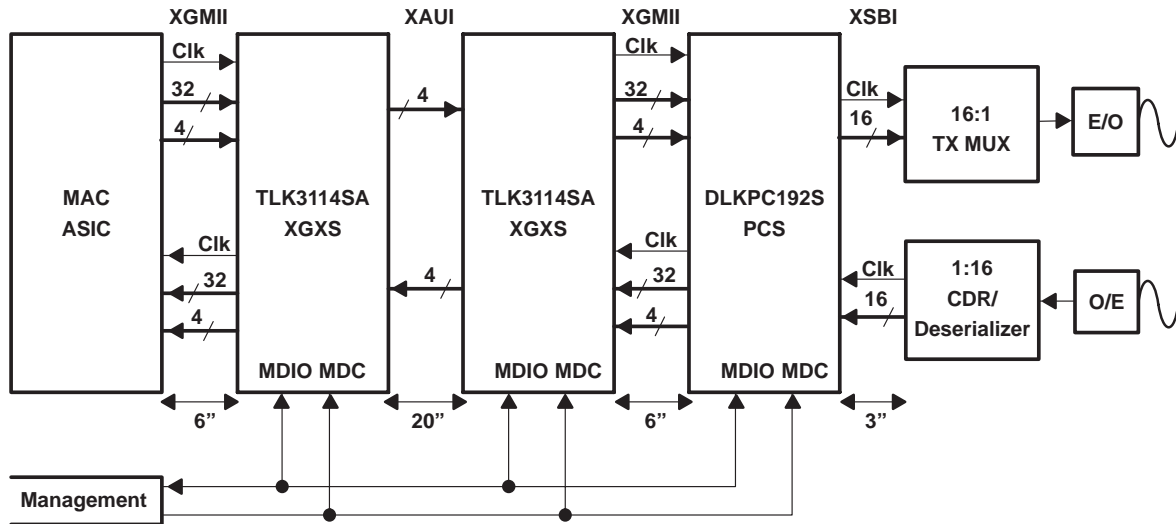 XGMII XAUI XGMII XSBI
Clk
32
4
4
Clk
32
4
Clk
16
16:1
TX MUX
E/O
MAC
ASIC
TLK3114SA
XGXS
TLK3114SA
XGXS
DLKPC192S
PCS
Clk
32
4
4
Clk
32
4
Clk
16
1:16
CDR/
Deserializer
O/E
MDIO MDC
MDIO MDC
MDIO MDC
6”
20”
6”
3”
Management